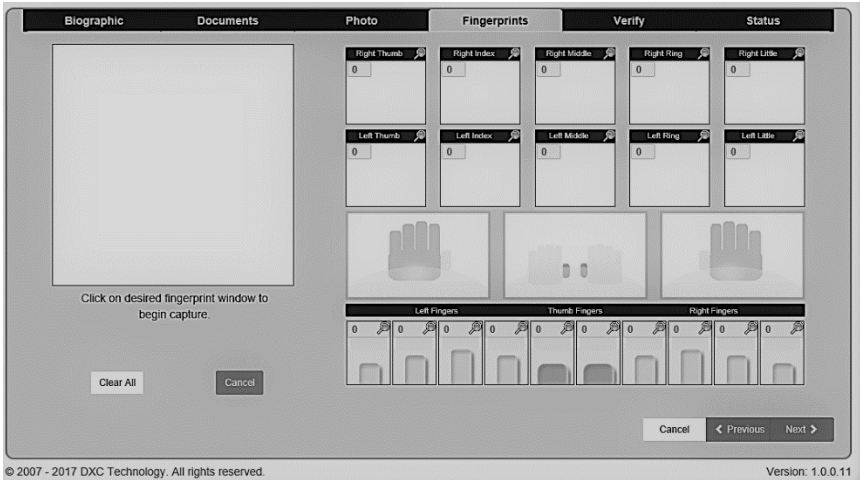 Biographic Documents Photo Fingerprints Verify Status
Right Thumb Right Index Right Middle Right Ring Right Little
0 0 0 0 0
Left Thumb Left Index Left Middle Left Ring Left Little
0 0 0 0 0
Click on desired fingerprint window to
begin capture.
Left Fingers Thumb Fingers Right Fingers
0 0 0 0 0 0 0 0 0 0
Clear All Cancel
Cancel Previous Next
© 2007 - 2017 DXC Technology. All rights reserved. Version: 1.0.0.11